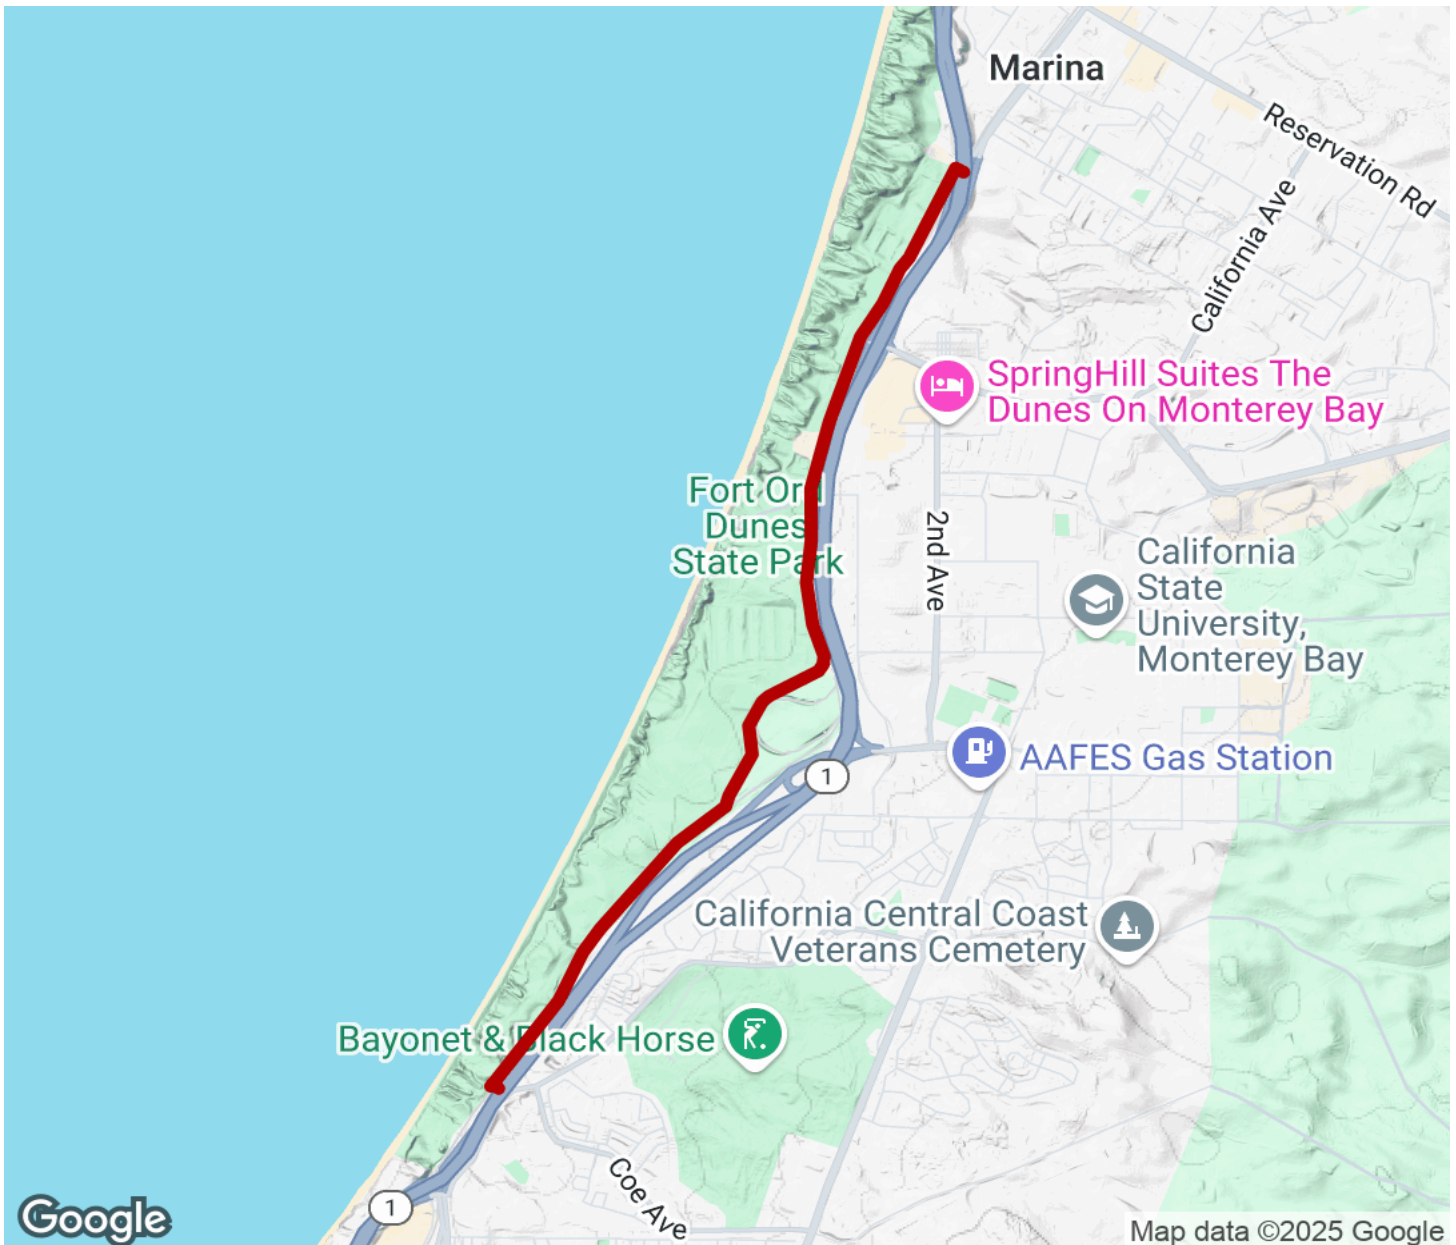 Marina
Reservation Rd
California Ave
SpringHill Suites The
Dunes On Monterey Bay
Fort Ord
Dunes
State Park
2nd Ave
California
State
University,
Monterey Bay
AAFES Gas Station
1
California Central Coast
Veterans Cemetery
Bayonet & Black Horse
Coe Ave
1
Google
Map data ©2025 Google